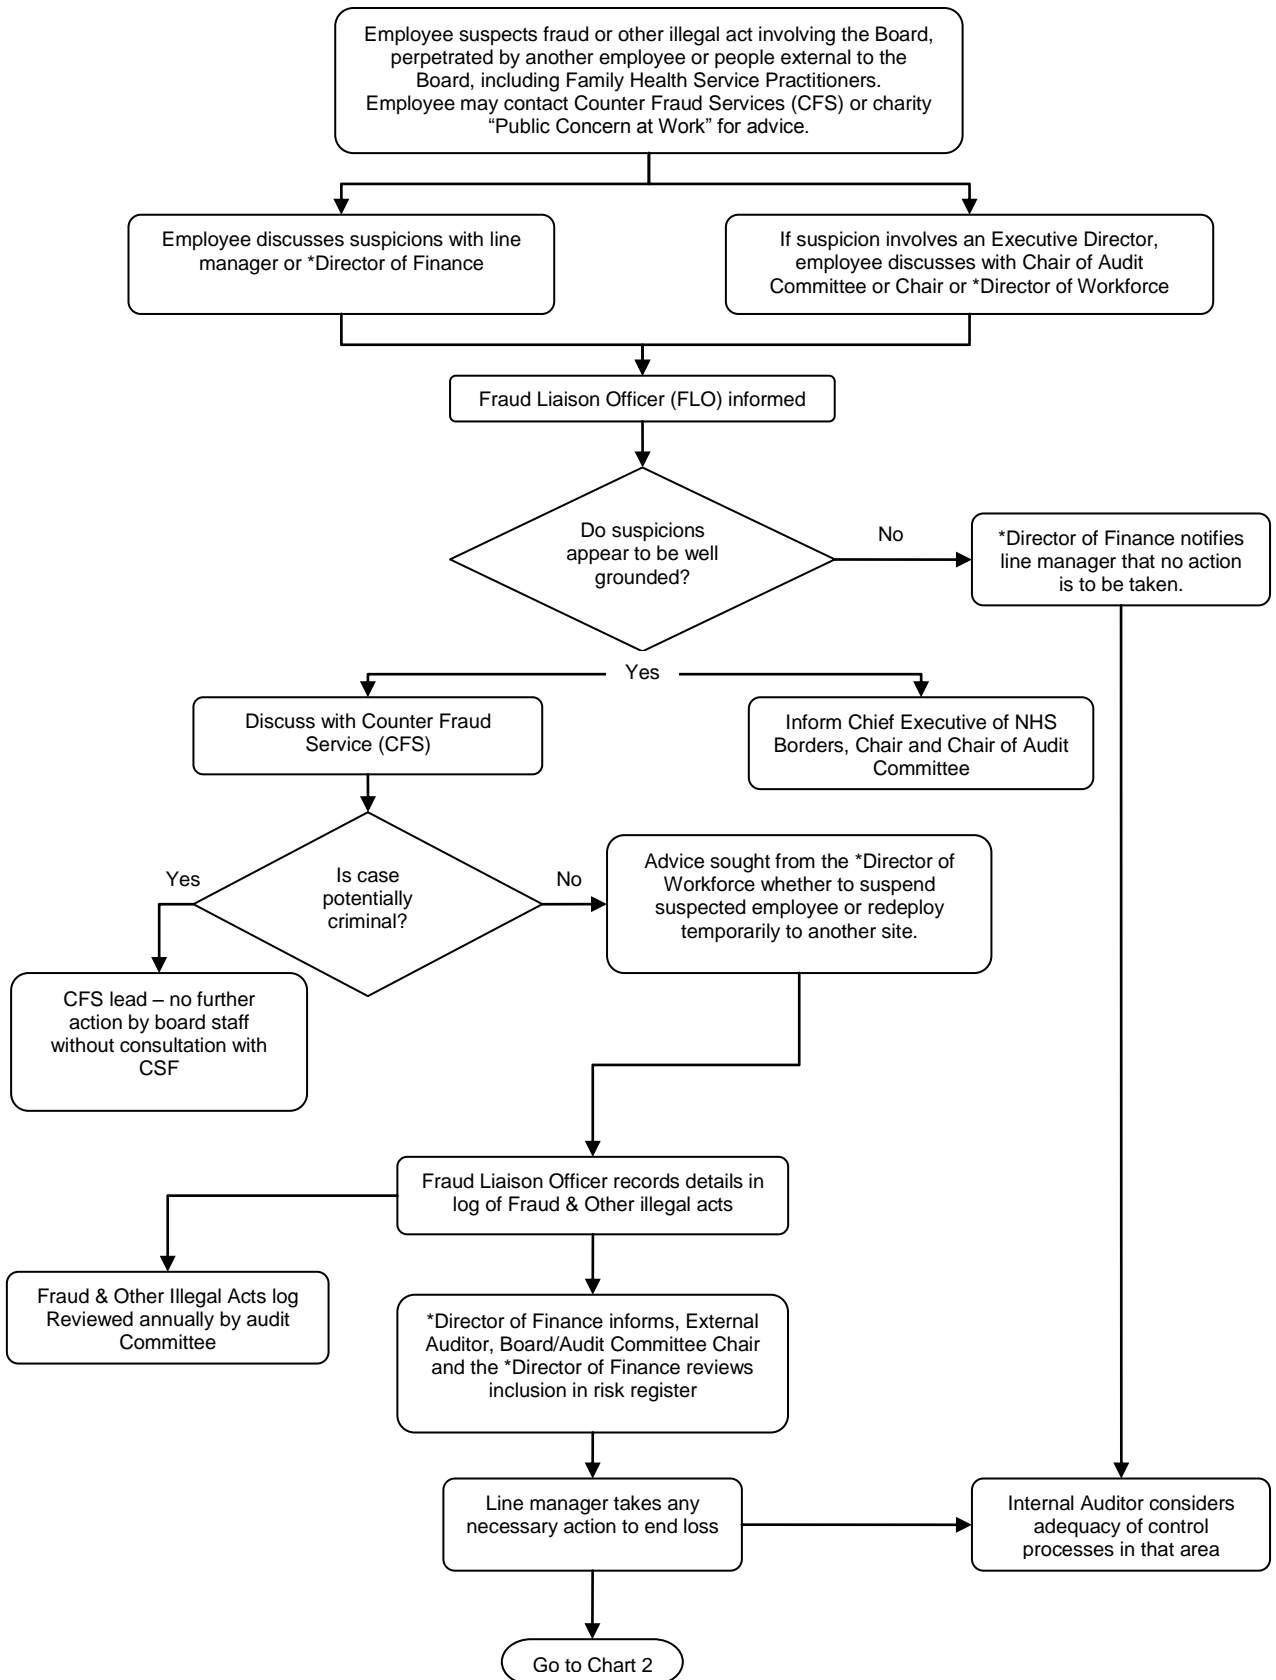 Employee suspects fraud or other illegal act involving the Board,
perpetrated by another employee or people external to the
Board, including Family Health Service Practitioners.
Employee may contact Counter Fraud Services (CFS) or charity
“Public Concern at Work” for advice.
Employee discusses suspicions with line
manager or *Director of Finance
If suspicion involves an Executive Director,
employee discusses with Chair of Audit
Committee or Chair or *Director of Workforce
Fraud Liaison Officer (FLO) informed
Do suspicions
appear to be well
grounded?
No
*Director of Finance notifies
line manager that no action
is to be taken.
Yes
Discuss with Counter Fraud
Service (CFS)
Inform Chief Executive of NHS
Borders, Chair and Chair of Audit
Committee
Is case
potentially
criminal?
Yes
No
Advice sought from the *Director of
Workforce whether to suspend
suspected employee or redeploy
temporarily to another site.
CFS lead – no further
action by board staff
without consultation with
CSF
Fraud Liaison Officer records details in
log of Fraud & Other illegal acts
Fraud & Other Illegal Acts log
Reviewed annually by audit
Committee
*Director of Finance informs, External
Auditor, Board/Audit Committee Chair
and the *Director of Finance reviews
inclusion in risk register
Line manager takes any
necessary action to end loss
Internal Auditor considers
adequacy of control
processes in that area
Go to Chart 2